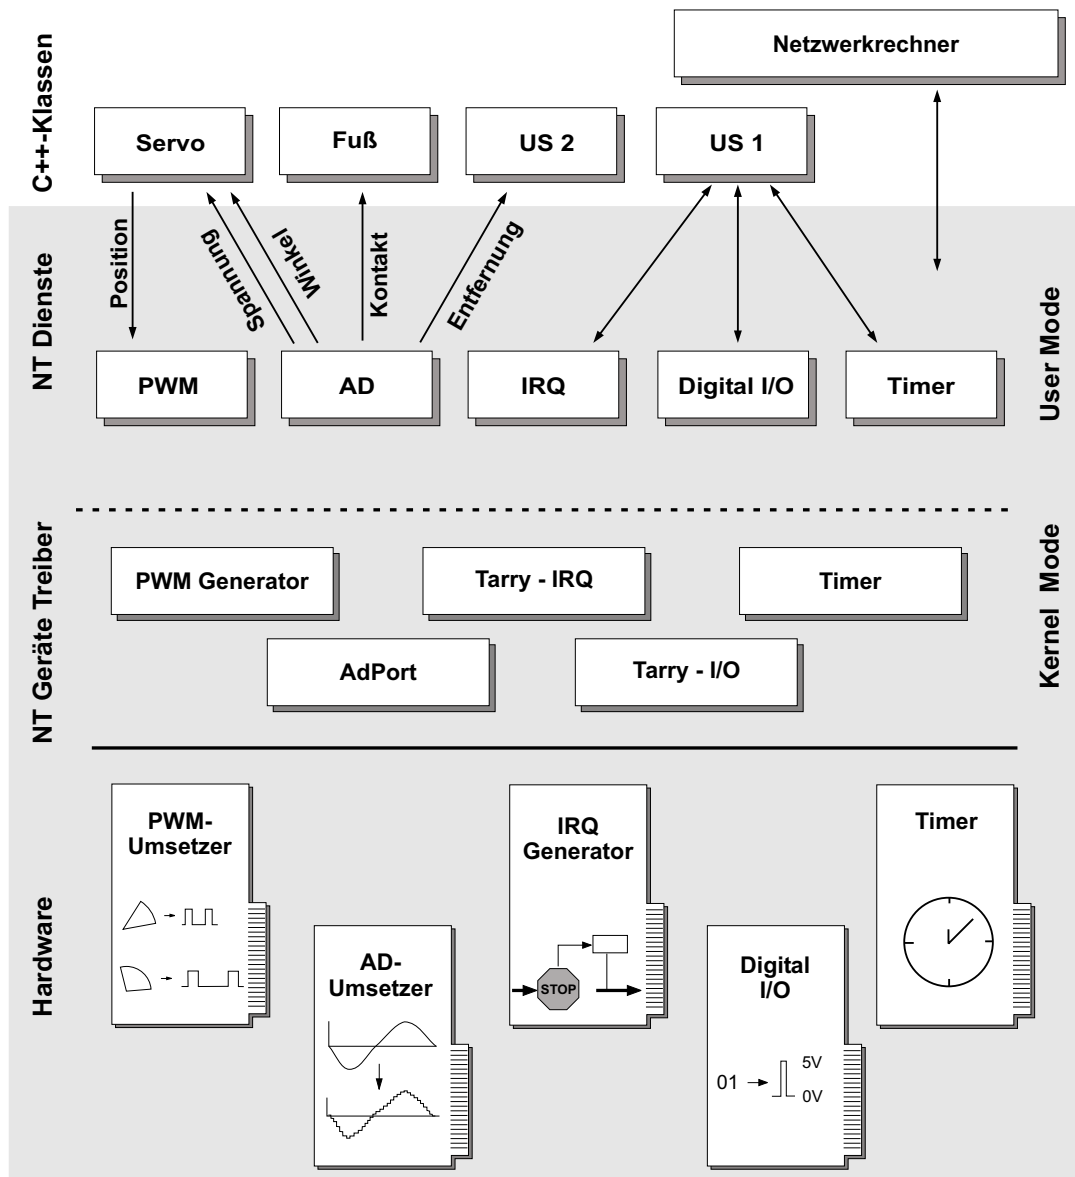 C++-Klassen
Netzwerkrechner
Servo
Fuß
US 2
US 1
NT Dienste
Position
Spannung
Winkel
Kontakt
Entfernung
User Mode
PWM
AD
IRQ
Digital I/O
Timer
NT Geräte Treiber
Kernel Mode
PWM Generator
Tarry - IRQ
Timer
AdPort
Tarry - I/O
Hardware
PWM-
Umsetzer
IRQ
Generator
STOP
Timer
AD-
Umsetzer
Digital
I/O
01
5V
0V